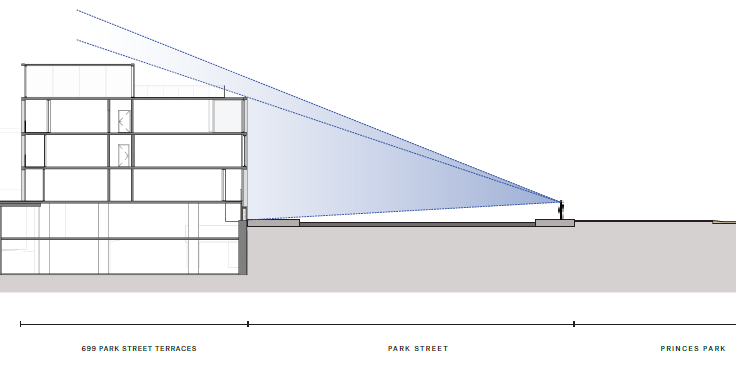 699 PARK STREET TERRACES
PARK STREET
PRINCES PARK